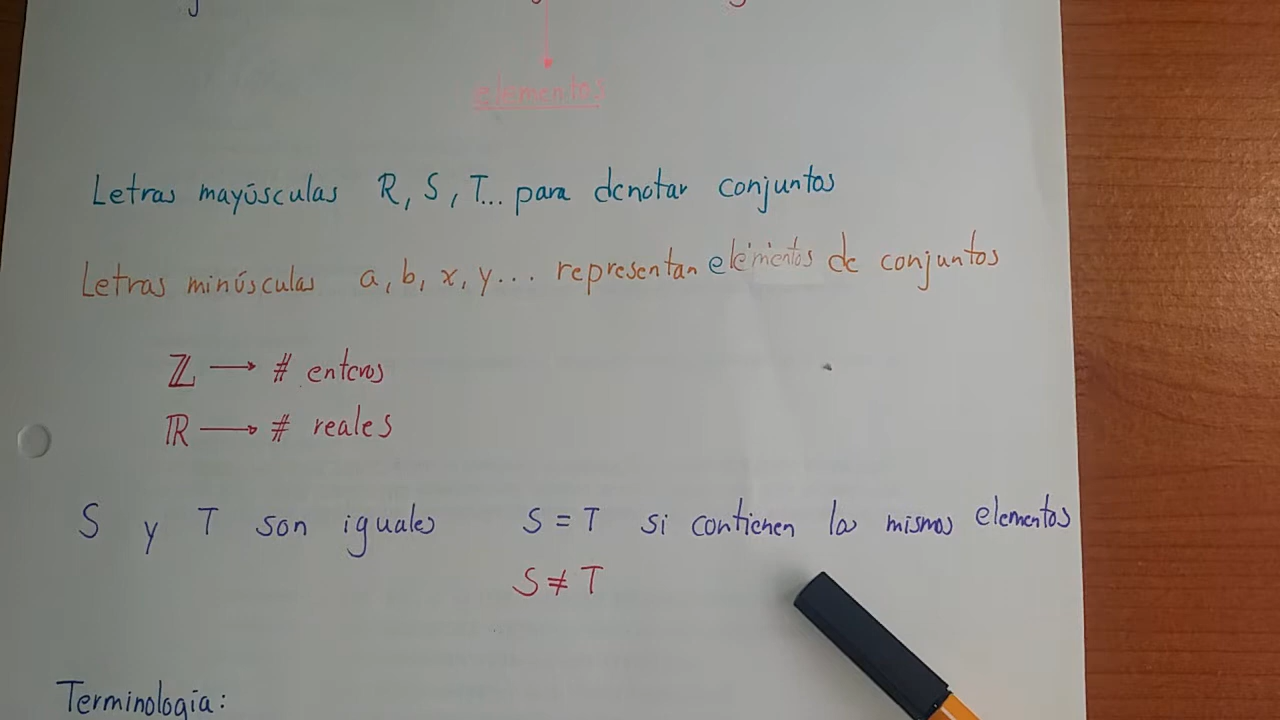 elementos
Letras mayúsculas R, S, T... para denotar conjuntos
Letras minúsculas a, b, x, y... representan elementos de conjuntos
ℤ → # enteros
ℝ → # reales
S y T son iguales S = T si contienen los mismos elementos
S ≠ T
Terminología: